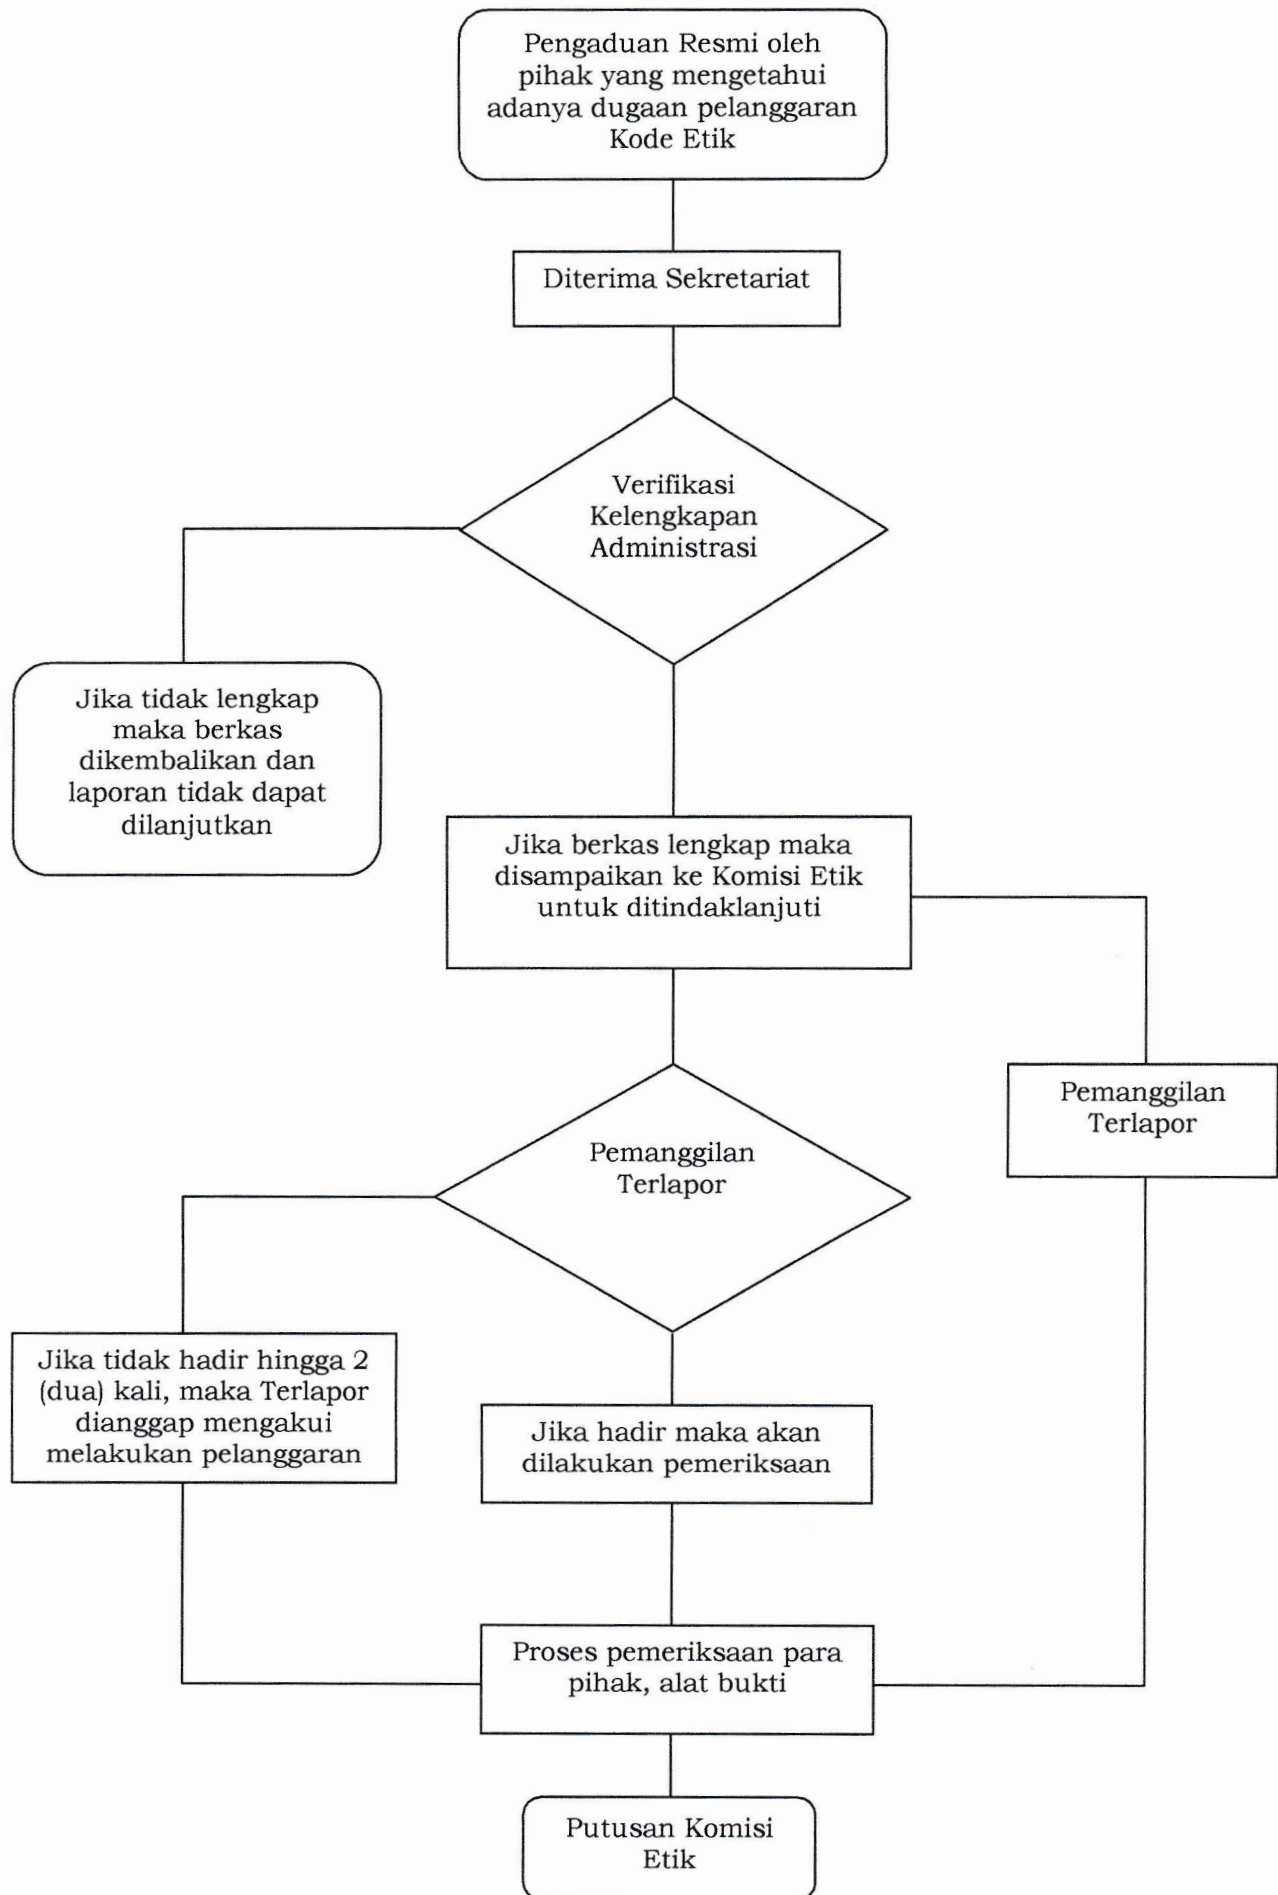 Pengaduan Resmi oleh
pihak yang mengetahui
adanya dugaan pelanggaran
Kode Etik
Diterima Sekretariat
Verifikasi
Kelengkapan
Administrasi
Jika tidak lengkap
maka berkas
dikembalikan dan
laporan tidak dapat
dilanjutkan
Jika berkas lengkap maka
disampaikan ke Komisi Etik
untuk ditindaklanjuti
Pemanggilan
Terlapor
Pemanggilan
Terlapor
Jika tidak hadir hingga 2
(dua) kali, maka Terlapor
dianggap mengakui
melakukan pelanggaran
Jika hadir maka akan
dilakukan pemeriksaan
Proses pemeriksaan para
pihak, alat bukti
Putusan Komisi
Etik